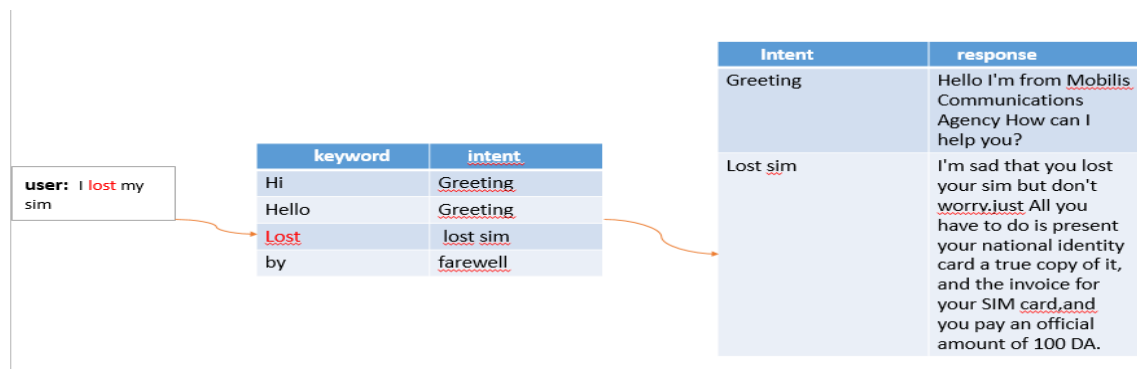 user: I lost my
sim
keyword intent
Hi Greeting
Hello Greeting
Lost lost sim
by farewell
Intent response
Greeting Hello I'm from Mobilis
Communications
Agency How can I
help you?
Lost sim I'm sad that you lost
your sim but don't
worry.just All you
have to do is present
your national identity
card a true copy of it,
and the invoice for
your SIM card,and
you pay an official
amount of 100 DA.